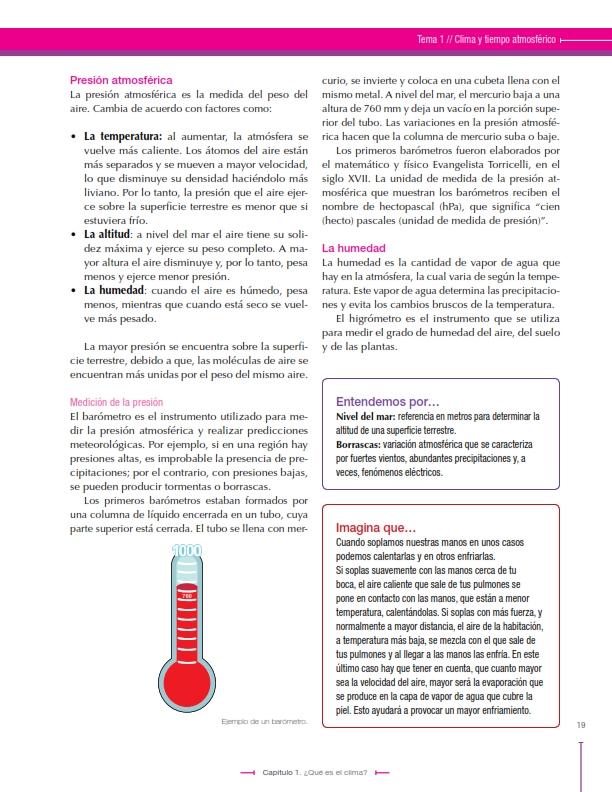 Tema 1 // Clima y tiempo atmosférico
Presión atmosférica
La presión atmosférica es la medida del peso del
aire. Cambia de acuerdo con factores como:
• La temperatura: al aumentar, la atmósfera se
vuelve más caliente. Los átomos del aire están
más separados y se mueven a mayor velocidad,
lo que disminuye su densidad haciéndolo más
liviano. Por lo tanto, la presión que el aire ejer-
ce sobre la superficie terrestre es menor que si
estuviera frío.
• La altitud: a nivel del mar el aire tiene su soli-
dez máxima y ejerce su peso completo. A ma-
yor altura el aire disminuye y, por lo tanto, pesa
menos y ejerce menor presión.
• La humedad: cuando el aire es húmedo, pesa
menos, mientras que cuando está seco se vuel-
ve más pesado.
La mayor presión se encuentra sobre la superfi-
cie terrestre, debido a que, las moléculas de aire se
encuentran más unidas por el peso del mismo aire.
Medición de la presión
El barómetro es el instrumento utilizado para me-
dir la presión atmosférica y realizar predicciones
meteorológicas. Por ejemplo, si en una región hay
presiones altas, es improbable la presencia de pre-
cipitaciones; por el contrario, con presiones bajas,
se pueden producir tormentas o borrascas.
Los primeros barómetros estaban formados por
una columna de líquido encerrada en un tubo, cuya
parte superior está cerrada. El tubo se llena con mer-
1000
760
Ejemplo de un barómetro.
curio, se invierte y coloca en una cubeta llena con el
mismo metal. A nivel del mar, el mercurio baja a una
altura de 760 mm y deja un vacío en la porción supe-
rior del tubo. Las variaciones en la presión atmosfé-
rica hacen que la columna de mercurio suba o baje.
Los primeros barómetros fueron elaborados por
el matemático y físico Evangelista Torricelli, en el
siglo XVII. La unidad de medida de la presión at-
mosférica que muestran los barómetros reciben el
nombre de hectopascal (hPa), que significa “cien
(hecto) pascales (unidad de medida de presión)”.
La humedad
La humedad es la cantidad de vapor de agua que
hay en la atmósfera, la cual varia de según la tempe-
ratura. Este vapor de agua determina las precipitacio-
nes y evita los cambios bruscos de la temperatura.
El higrómetro es el instrumento que se utiliza
para medir el grado de humedad del aire, del suelo
y de las plantas.
Entendemos por…
Nivel del mar: referencia en metros para determinar la
altitud de una superficie terrestre.
Borrascas: variación atmosférica que se caracteriza
por fuertes vientos, abundantes precipitaciones y, a
veces, fenómenos eléctricos.
Imagina que…
Cuando soplamos nuestras manos en unos casos
podemos calentarlas y en otros enfriarlas.
Si soplas suavemente con las manos cerca de tu
boca, el aire caliente que sale de tus pulmones se
pone en contacto con las manos, que están a menor
temperatura, calentándolas. Si soplas con más fuerza, y
normalmente a mayor distancia, el aire de la habitación,
a temperatura más baja, se mezcla con el que sale de
tus pulmones y al llegar a las manos las enfría. En este
último caso hay que tener en cuenta, que cuanto mayor
sea la velocidad del aire, mayor será la evaporación que
se produce en la capa de vapor de agua que cubre la
piel. Esto ayudará a provocar un mayor enfriamiento.
19
Capítulo 1. ¿Qué es el clima?